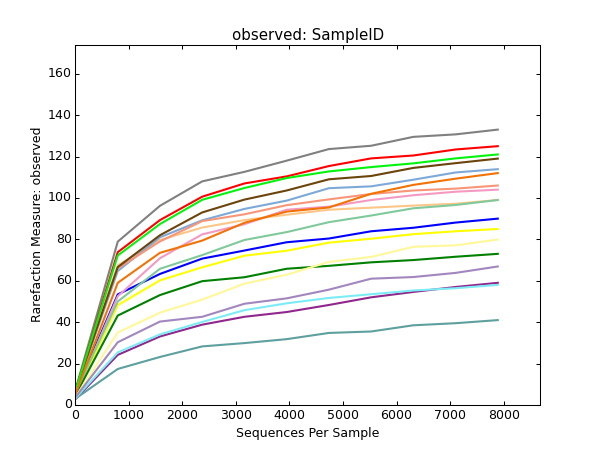 observed: SampleID
Rarefaction Measure: observed
160
140
120
100
80
60
40
20
0
0 1000 2000 3000 4000 5000 6000 7000 8000
Sequences Per Sample